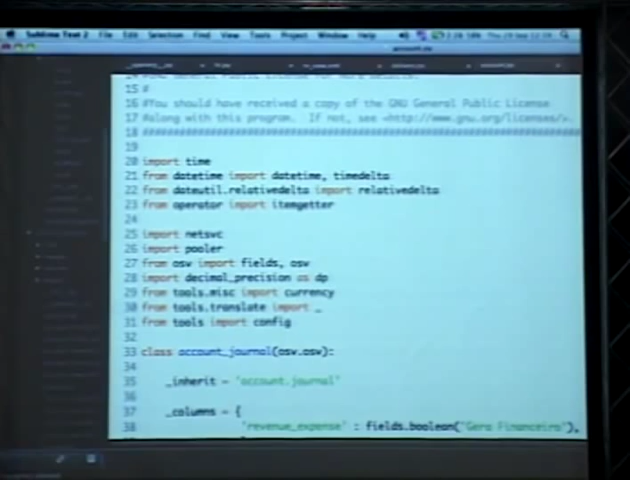 Sublime Text 2 File Edit Selection Find View Tools Project Window Help
15 #
16 #You should have received a copy of the GNU General Public License
17 #along with this program. If not, see <http://www.gnu.org/licenses/>.
18 ##############################################################################
19
20 import time
21 from datetime import datetime, timedelta
22 from dateutil.relativedelta import relativedelta
23 from operator import itemgetter
24
25 import netsvc
26 import pooler
27 from osv import fields, osv
28 import decimal_precision as dp
29 from tools.misc import currency
30 from tools.translate import _
31 from tools import config
32
33 class account_journal(osv.osv):
34
35 _inherit = 'account.journal'
36
37 _columns = {
38 'revenue_expense' : fields.boolean('Gera Financeiro'),